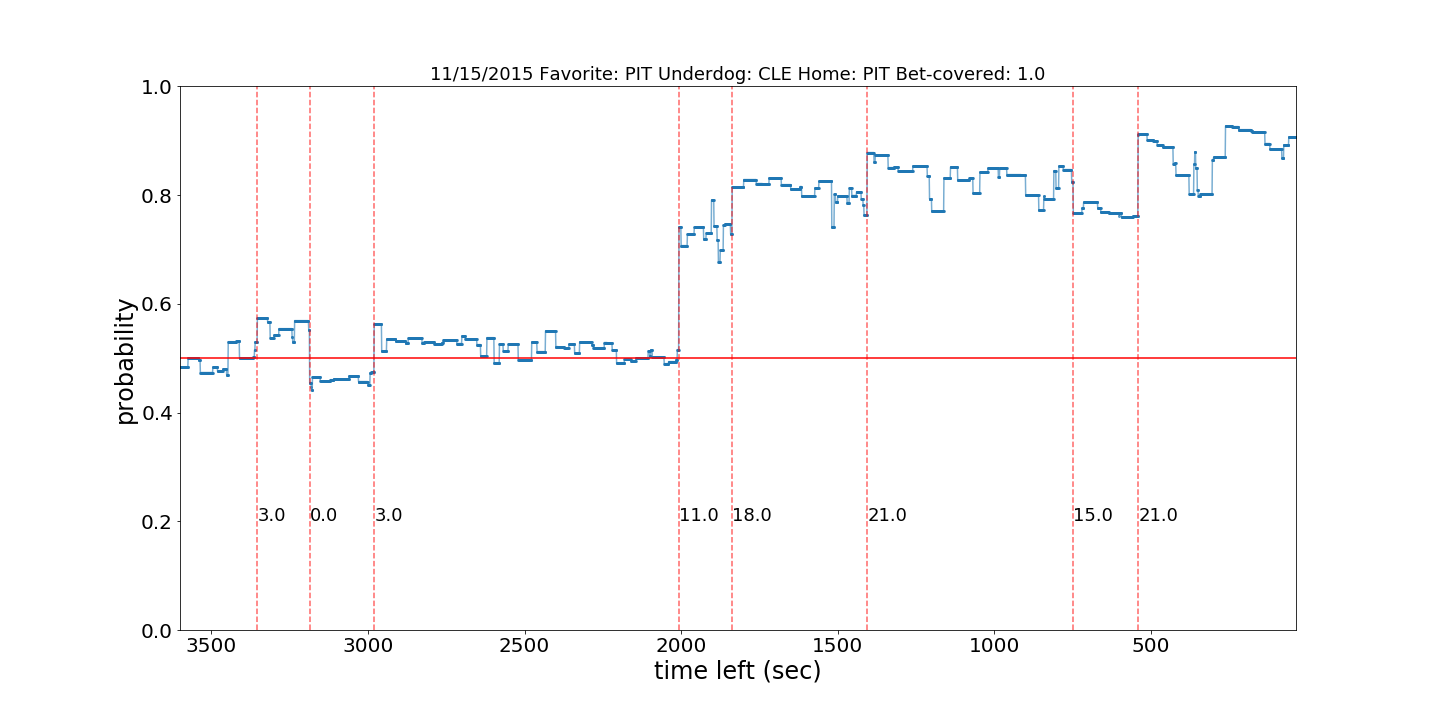 11/15/2015 Favorite: PIT Underdog: CLE Home: PIT Bet-covered: 1.0
1.0
0.8
0.6
0.4
0.2
0.0
probability
3.0 0.0 3.0 11.0 18.0 21.0 15.0 21.0
3500 3000 2500 2000 1500 1000 500
time left (sec)